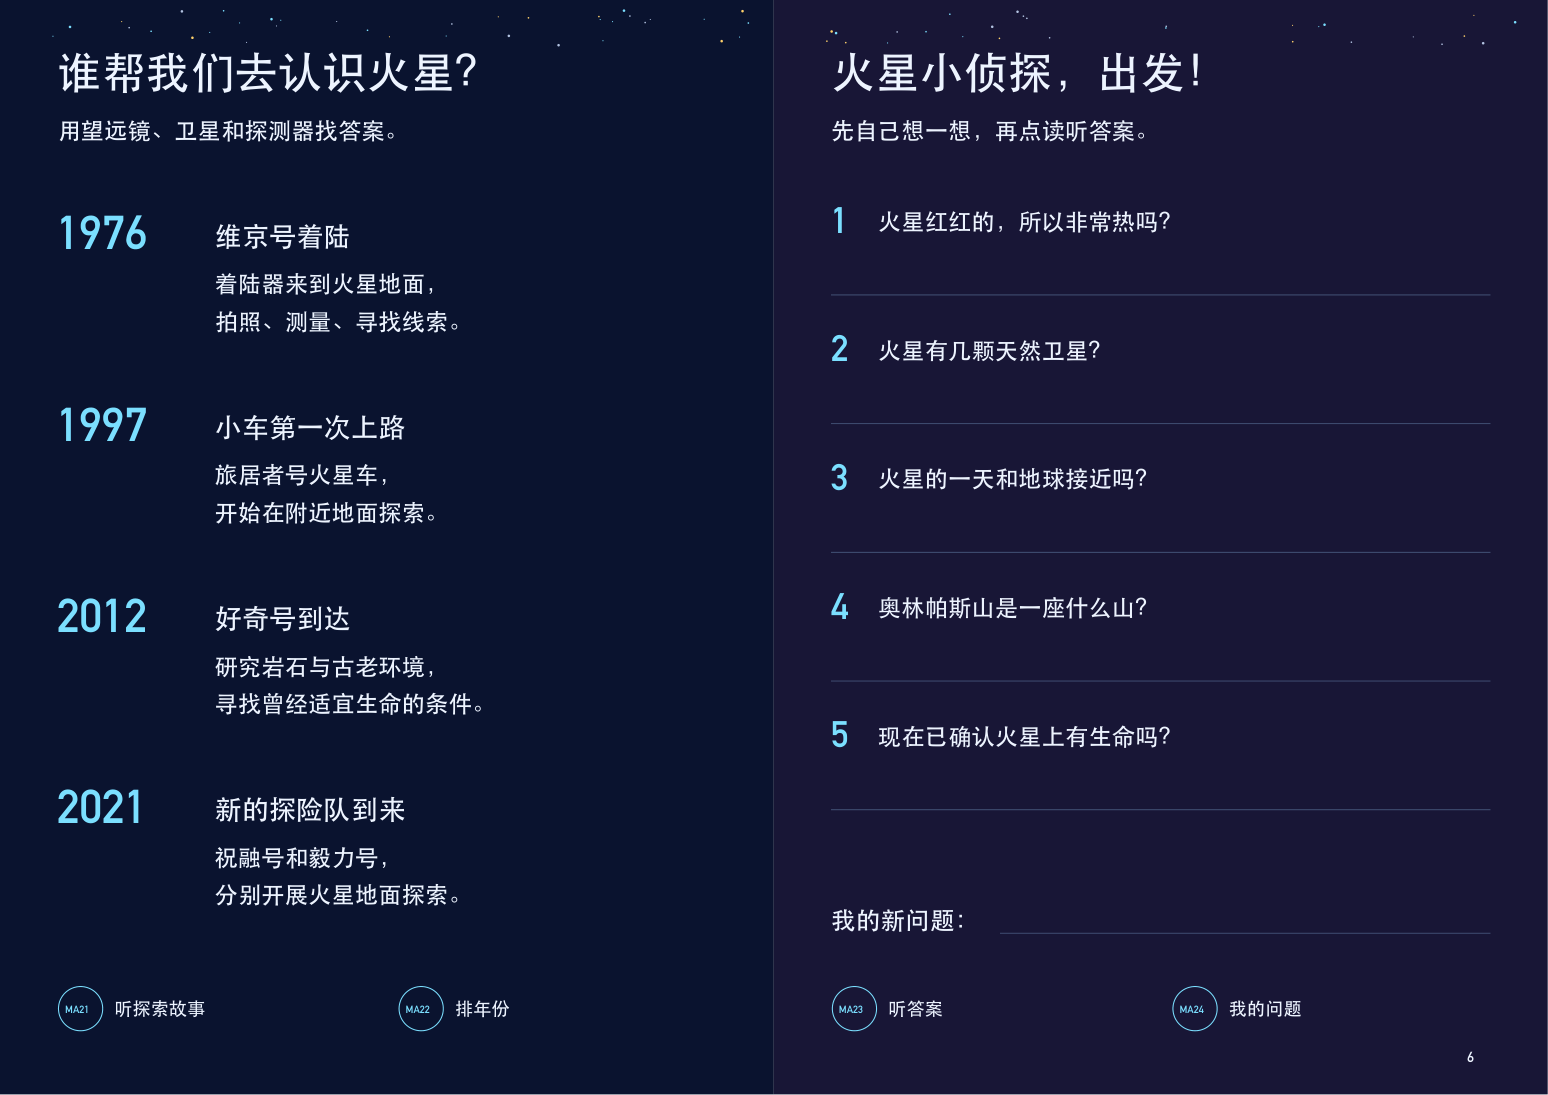 谁帮我们去认识火星？
用望远镜、卫星和探测器找答案。
1976
维京号着陆
着陆器来到火星地面，
拍照、测量、寻找线索。
1997
小车第一次上路
旅居者号火星车，
开始在附近地面探索。
2012
好奇号到达
研究岩石与古老环境，
寻找曾经适宜生命的条件。
2021
新的探险队到来
祝融号和毅力号，
分别开展火星地面探索。
MA21 听探索故事
MA22 排年份
火星小侦探，出发！
先自己想一想，再点读听答案。
1 火星红红的，所以非常热吗？
2 火星有几颗天然卫星？
3 火星的一天和地球接近吗？
4 奥林帕斯山是一座什么山？
5 现在已确认火星上有生命吗？
我的新问题：
MA23 听答案
MA24 我的问题
6